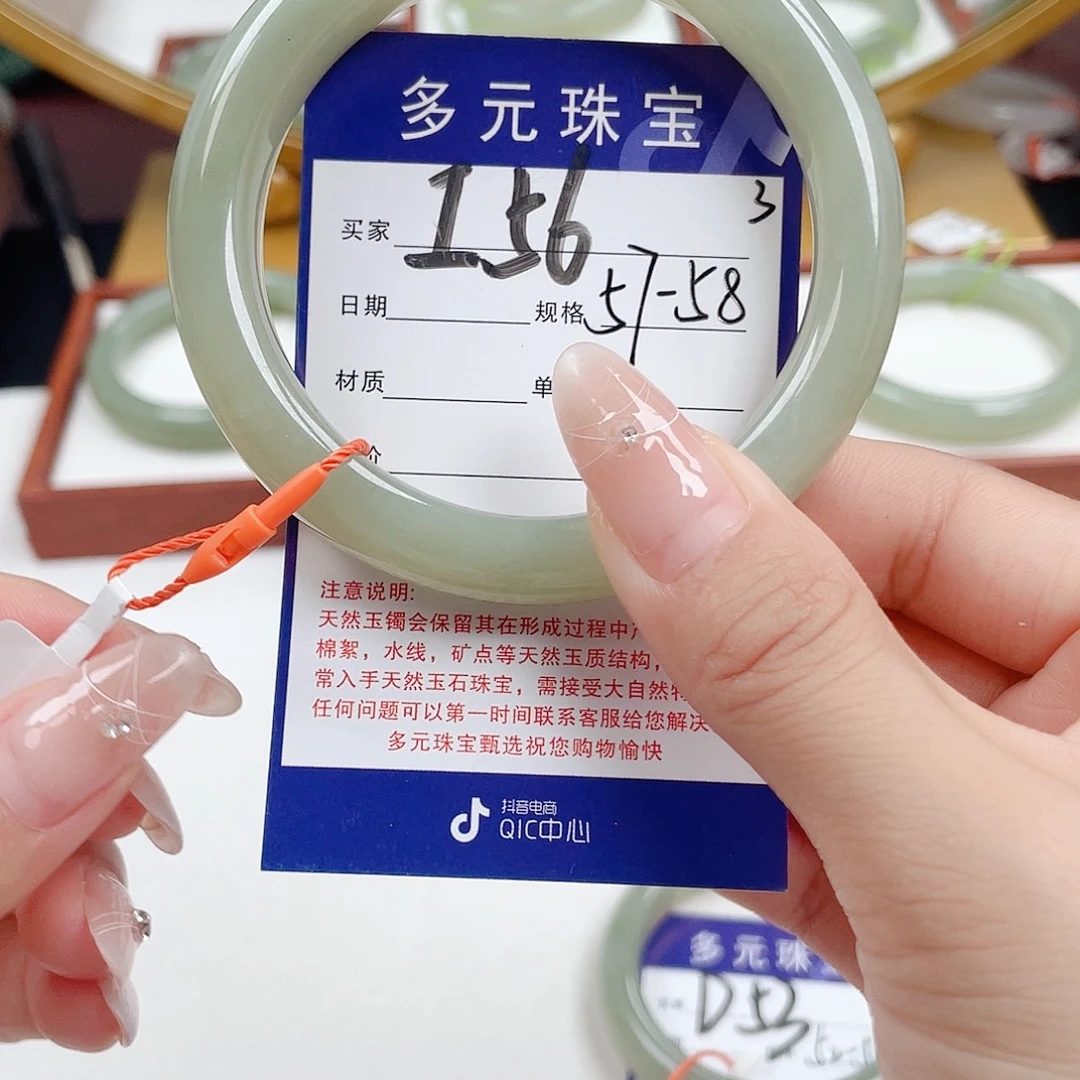 多元珠宝
买家 I56 3
日期 规格 57-58
材质 单
价
注意说明:
天然玉镯会保留其在形成过程中
棉絮，水线，矿点等天然玉质结构，
常入手天然玉石珠宝，需接受大自然
任何问题可以第一时间联系客服给您解决
多元珠宝甄选祝您购物愉快
抖音电商
QIC中心
多元珠
D53